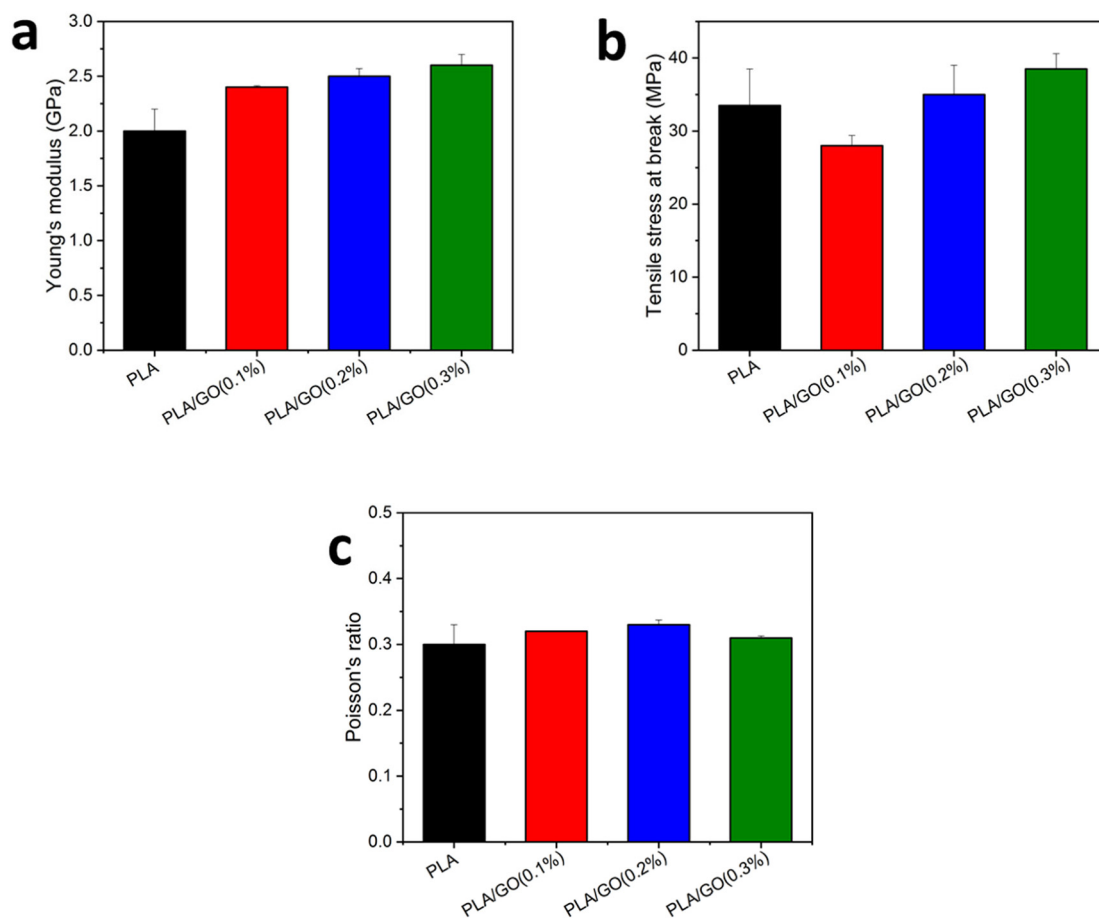 a
Young's modulus (GPa)
3.0
2.5
2.0
1.5
1.0
0.5
0.0
PLA
PLA/GO(0.1%)
PLA/GO(0.2%)
PLA/GO(0.3%)
b
Tensile stress at break (MPa)
40
30
20
10
0
PLA
PLA/GO(0.1%)
PLA/GO(0.2%)
PLA/GO(0.3%)
c
Poisson's ratio
0.5
0.4
0.3
0.2
0.1
0.0
PLA
PLA/GO(0.1%)
PLA/GO(0.2%)
PLA/GO(0.3%)